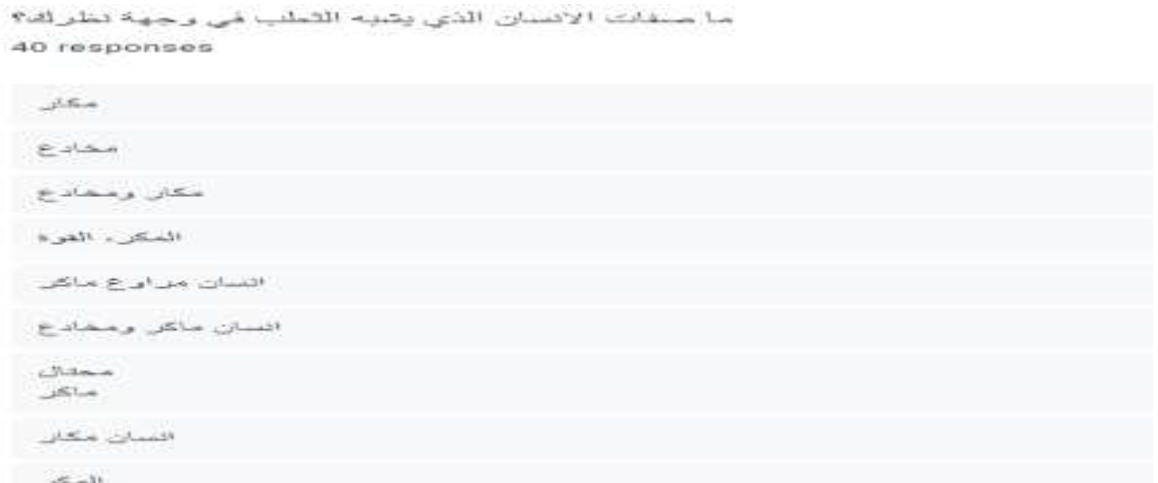 ما صفات الانسان الذي يشبه الثعلب في وجهة نظرك؟
40 responses
مكار
مخادع
مكار ومخادع
المكر، القوة
انسان مراوغ ماكر
انسان ماكر ومخادع
محتال
ماكر
انسان مكار
المكر